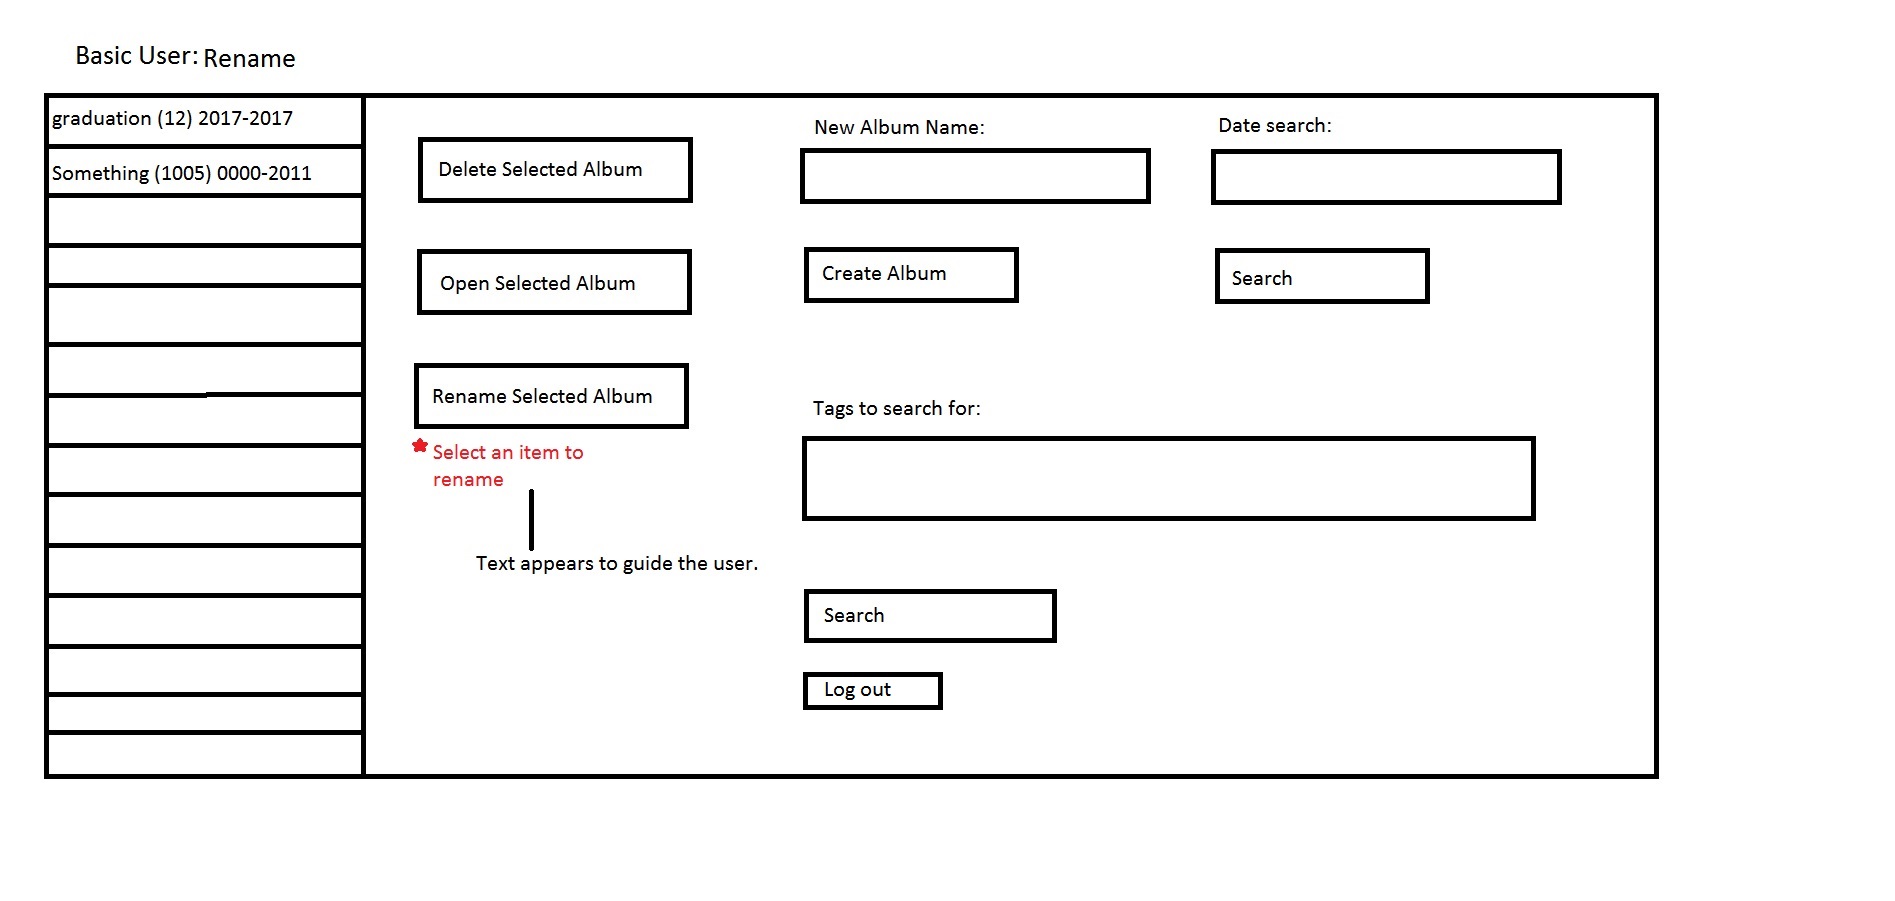 Basic User: Rename
graduation (12) 2017-2017
Something (1005) 0000-2011
Delete Selected Album
Open Selected Album
Rename Selected Album
Select an item to
rename
Text appears to guide the user.
New Album Name:
Create Album
Date search:
Search
Tags to search for:
Search
Log out